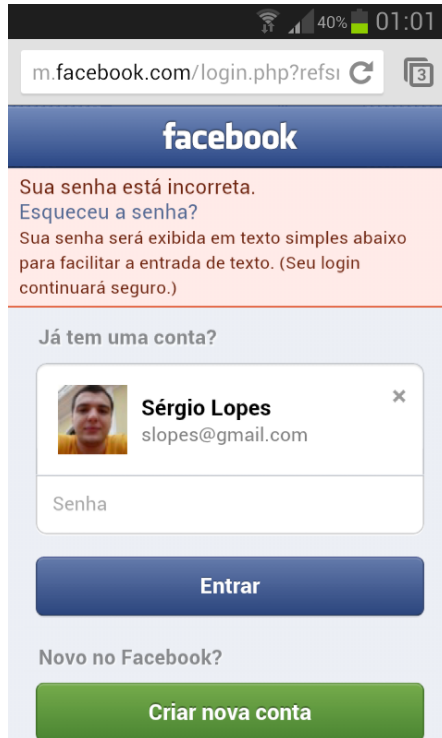 40% 01:01
m.facebook.com/login.php?refsı 3
facebook
Sua senha está incorreta.
Esqueceu a senha?
Sua senha será exibida em texto simples abaixo
para facilitar a entrada de texto. (Seu login
continuará seguro.)
Já tem uma conta?
Sérgio Lopes
slopes@gmail.com
×
Senha
Entrar
Novo no Facebook?
Criar nova conta